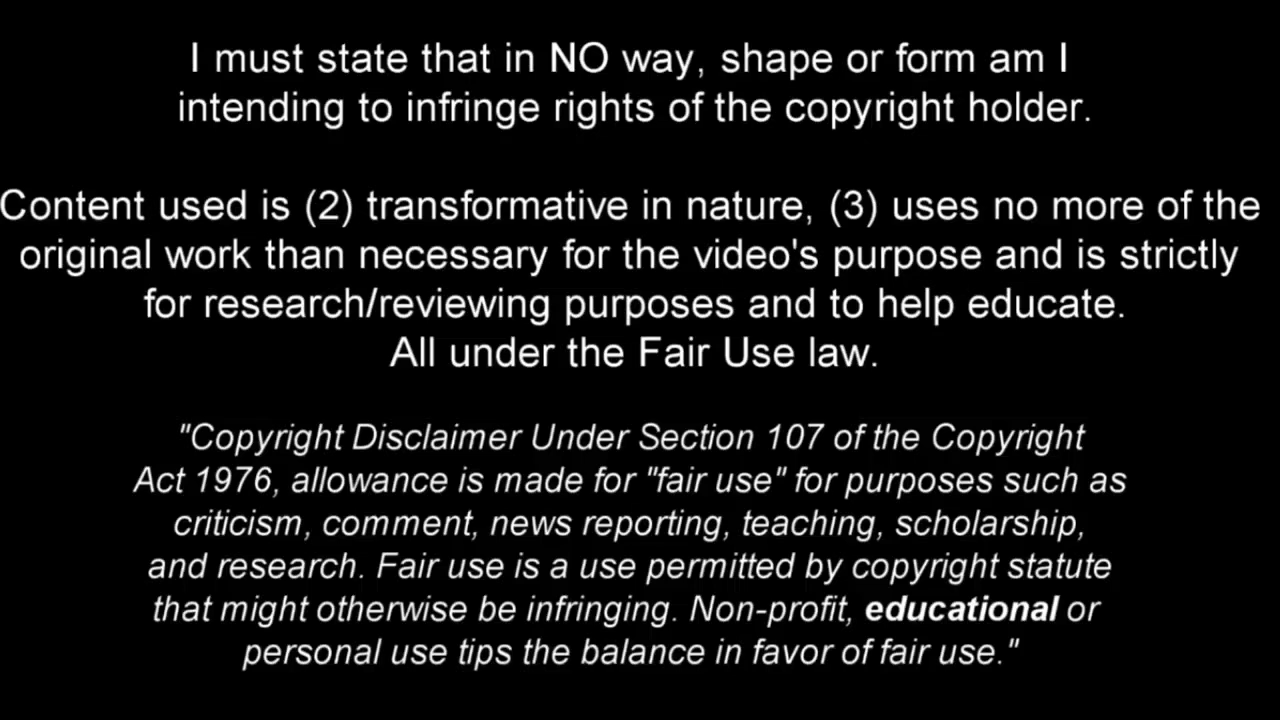 I must state that in NO way, shape or form am I
intending to infringe rights of the copyright holder.
Content used is (2) transformative in nature, (3) uses no more of the
original work than necessary for the video's purpose and is strictly
for research/reviewing purposes and to help educate.
All under the Fair Use law.
"Copyright Disclaimer Under Section 107 of the Copyright
Act 1976, allowance is made for "fair use" for purposes such as
criticism, comment, news reporting, teaching, scholarship,
and research. Fair use is a use permitted by copyright statute
that might otherwise be infringing. Non-profit, educational or
personal use tips the balance in favor of fair use."